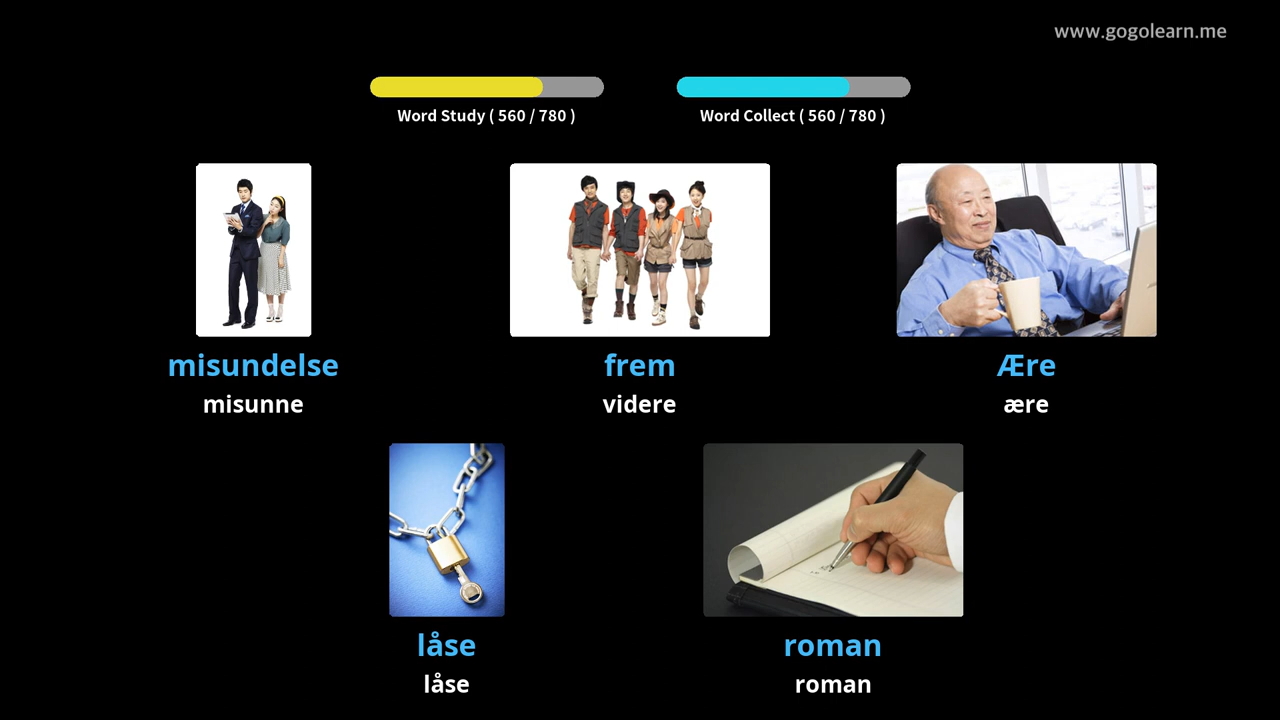 www.gogolearn.me
Word Study ( 560 / 780 )
Word Collect ( 560 / 780 )
misundelse
misunne
frem
videre
Ære
ære
låse
låse
roman
roman